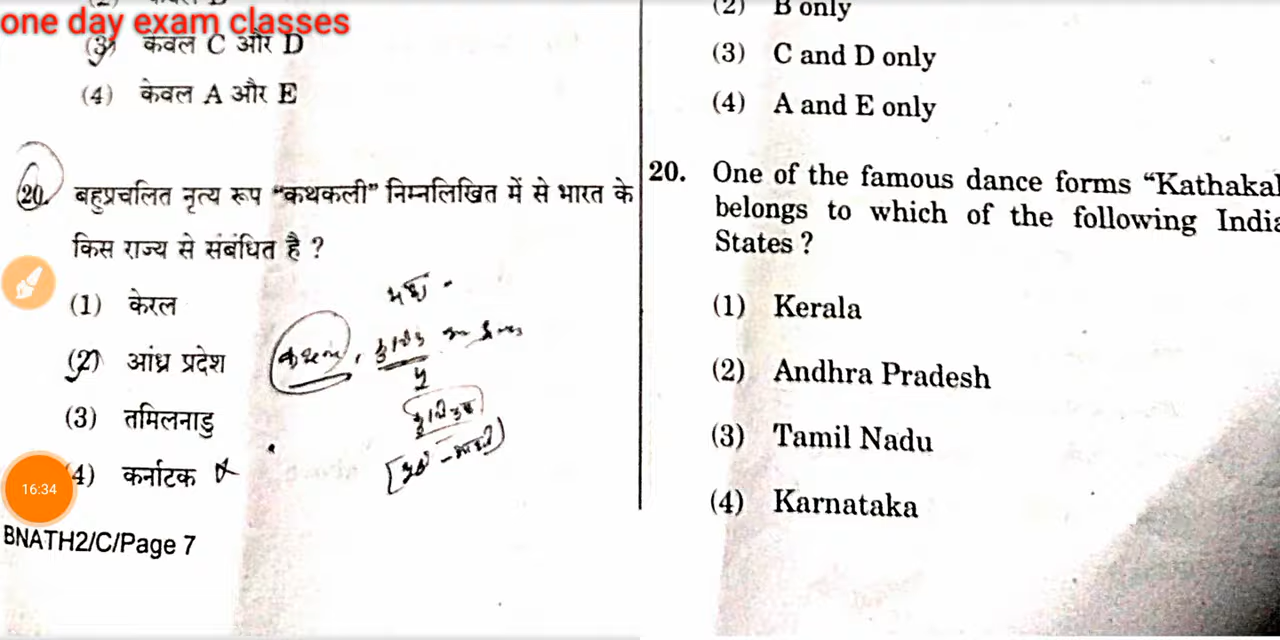 one day exam classes
(3) केवल C और D
(4) केवल A और E
20. बहुप्रचलित नृत्य रूप “कथकली” निम्नलिखित में से भारत के
किस राज्य से संबंधित है ?
(1) केरल
(2) आंध्र प्रदेश
(3) तमिलनाडु
(4) कर्नाटक
16:34
BNATH2/C/Page 7
(2) B only
(3) C and D only
(4) A and E only
20. One of the famous dance forms “Kathakal
belongs to which of the following India
States ?
(1) Kerala
(2) Andhra Pradesh
(3) Tamil Nadu
(4) Karnataka